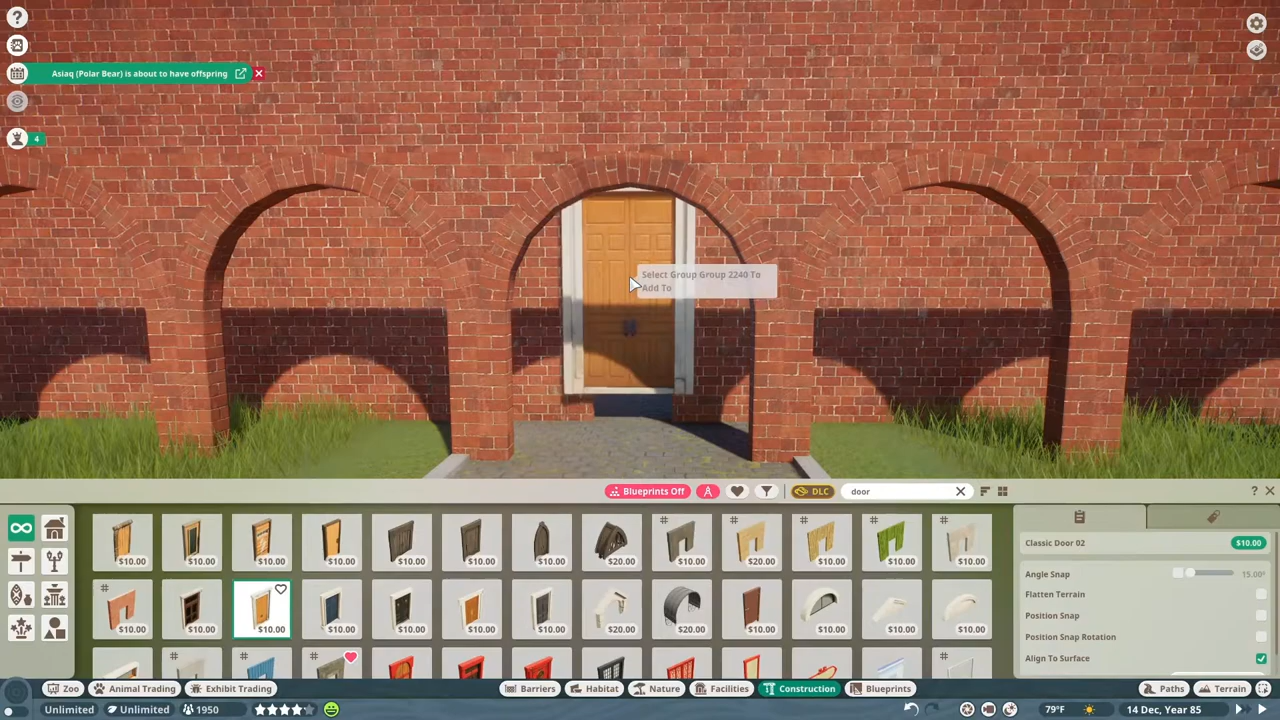 ?
Asiaq (Polar Bear) is about to have offspring
4
Select Group Group 2240 To
Add To
Blueprints Off
DLC
door
?
$10.00 $10.00 $10.00 $10.00 $10.00 $10.00 $10.00 $20.00 $10.00 $20.00 $10.00 $10.00 $10.00
$10.00 $10.00 $10.00 $10.00 $10.00 $10.00 $10.00 $20.00 $20.00 $10.00 $10.00 $10.00 $10.00
Classic Door 02
$10.00
Angle Snap
15.00°
Flatten Terrain
Position Snap
Position Snap Rotation
Align To Surface
Zoo
Animal Trading
Exhibit Trading
Barriers
Habitat
Nature
Facilities
Construction
Blueprints
Paths
Terrain
Unlimited
Unlimited
1950
79°F
14 Dec, Year 85